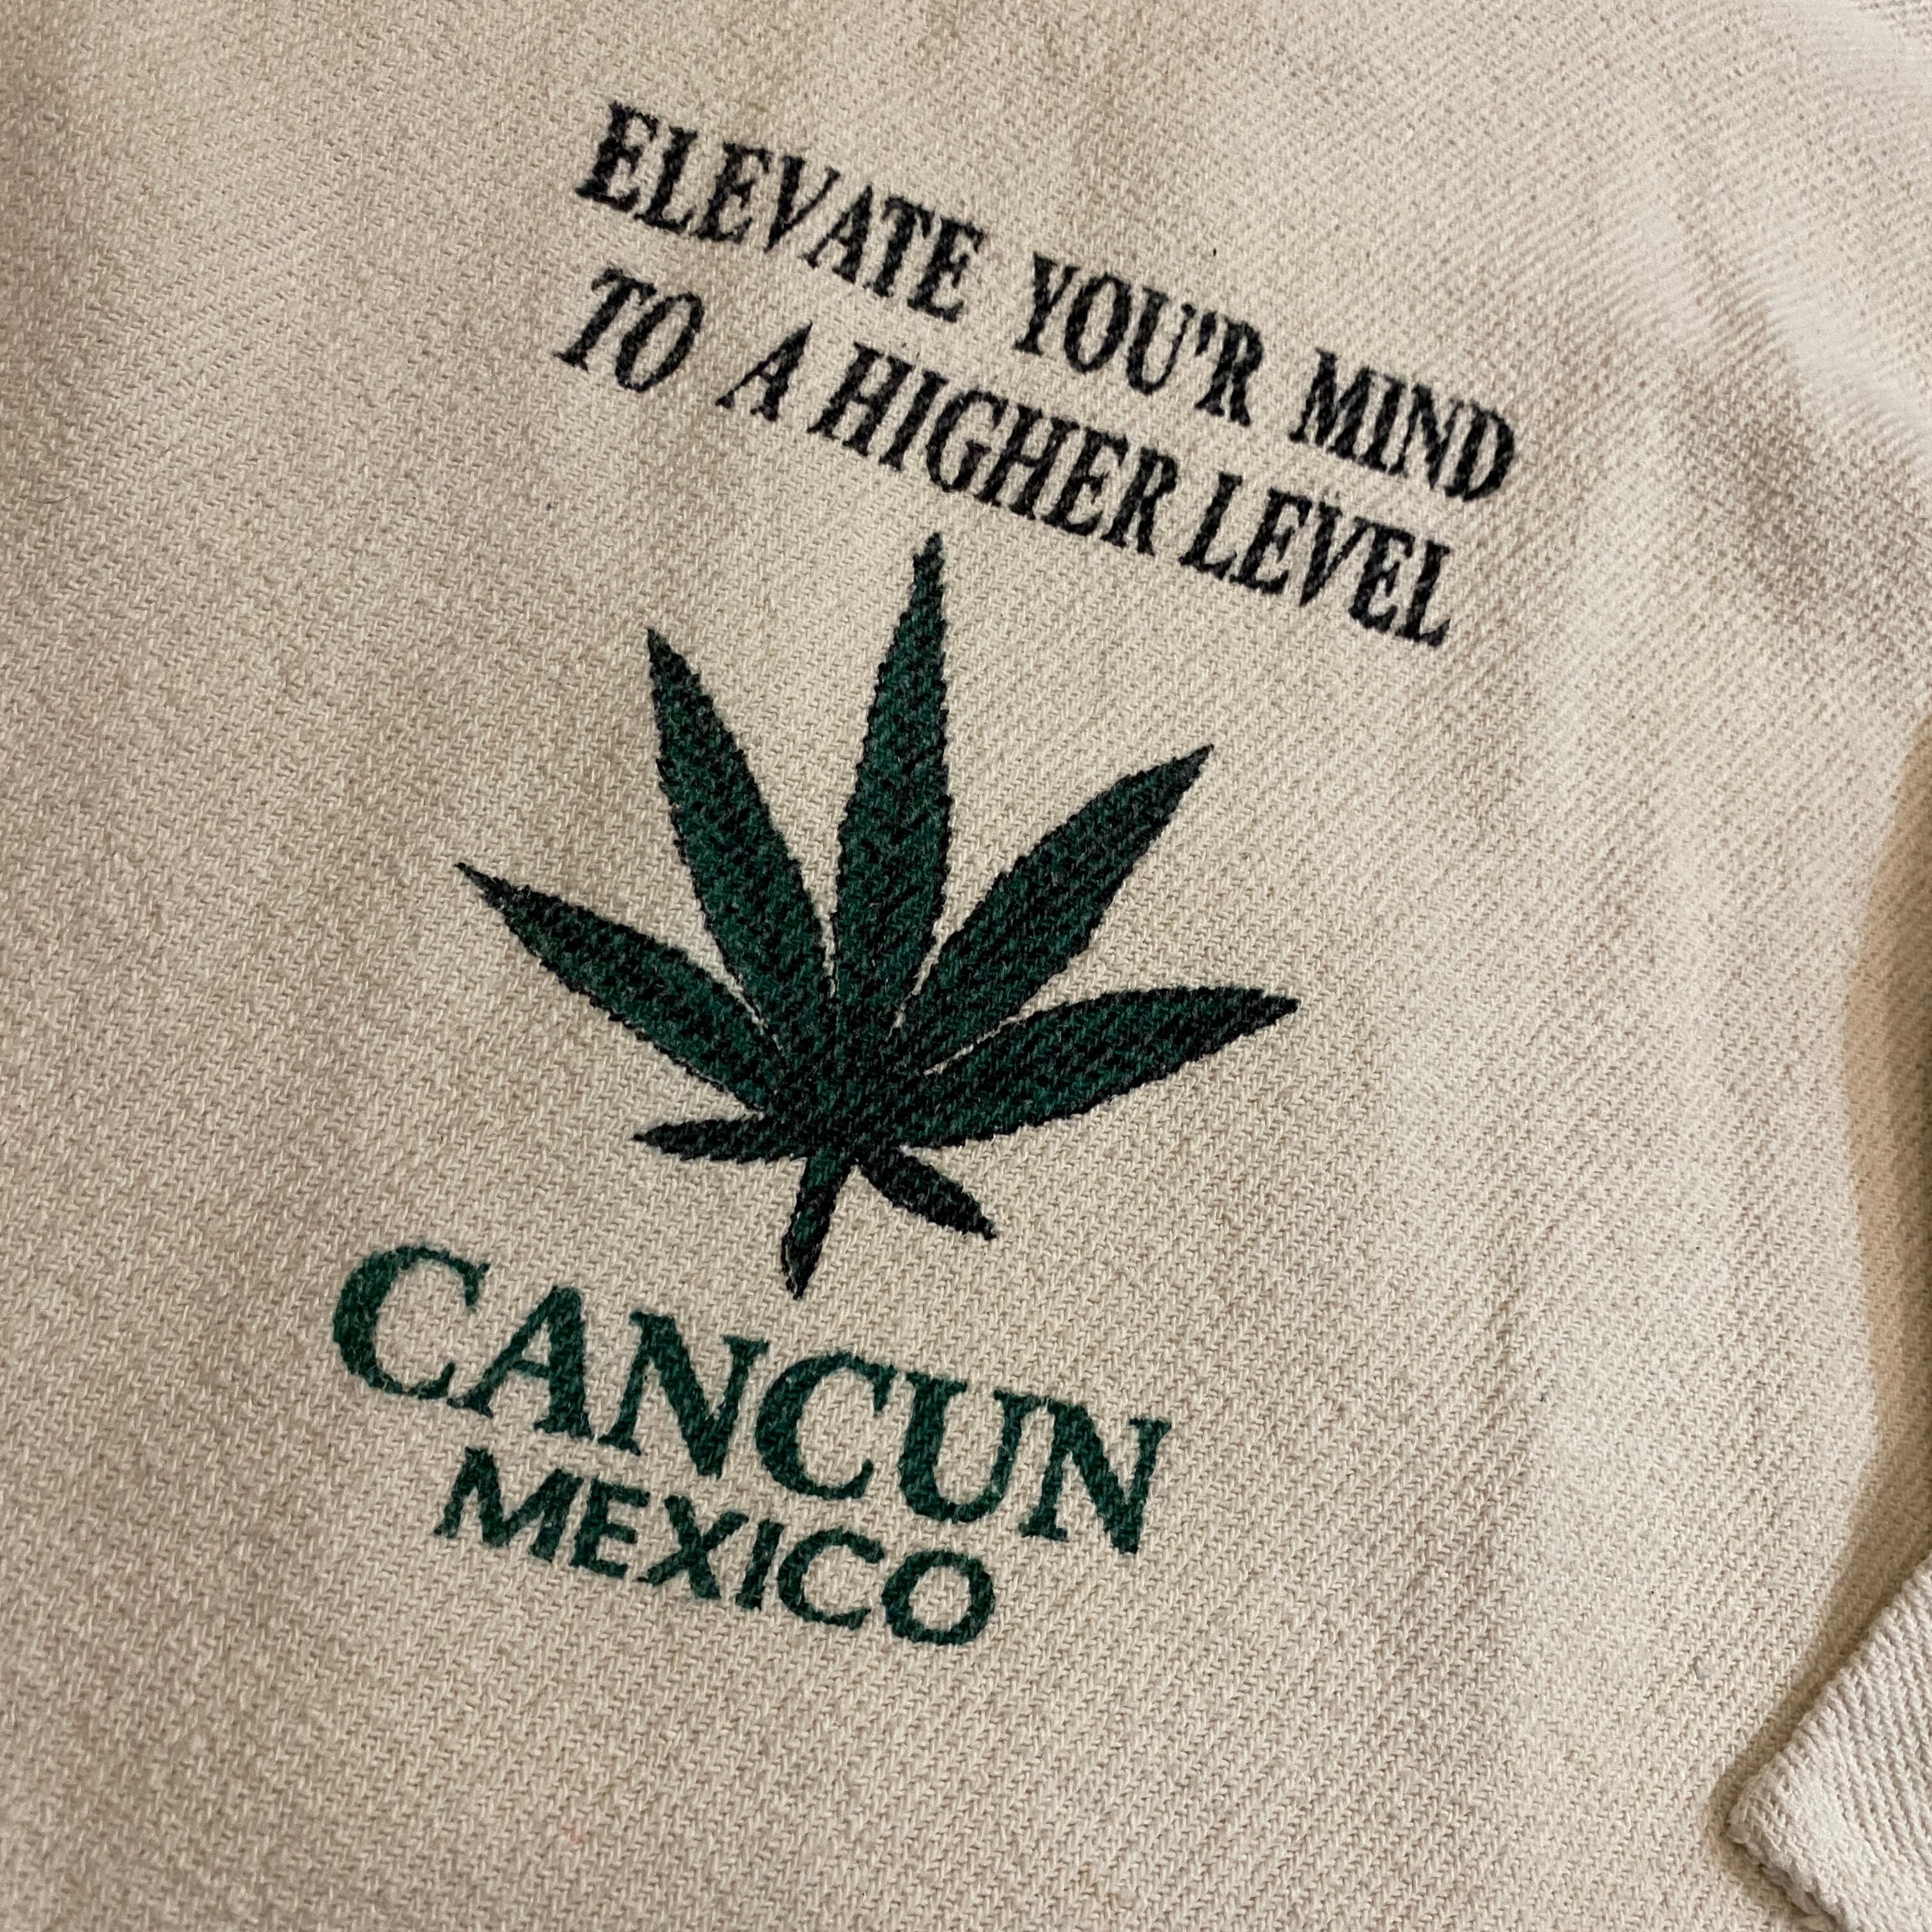 ELEVATE YOU'R MIND
TO A HIGHER LEVEL
CANCUN
MEXICO